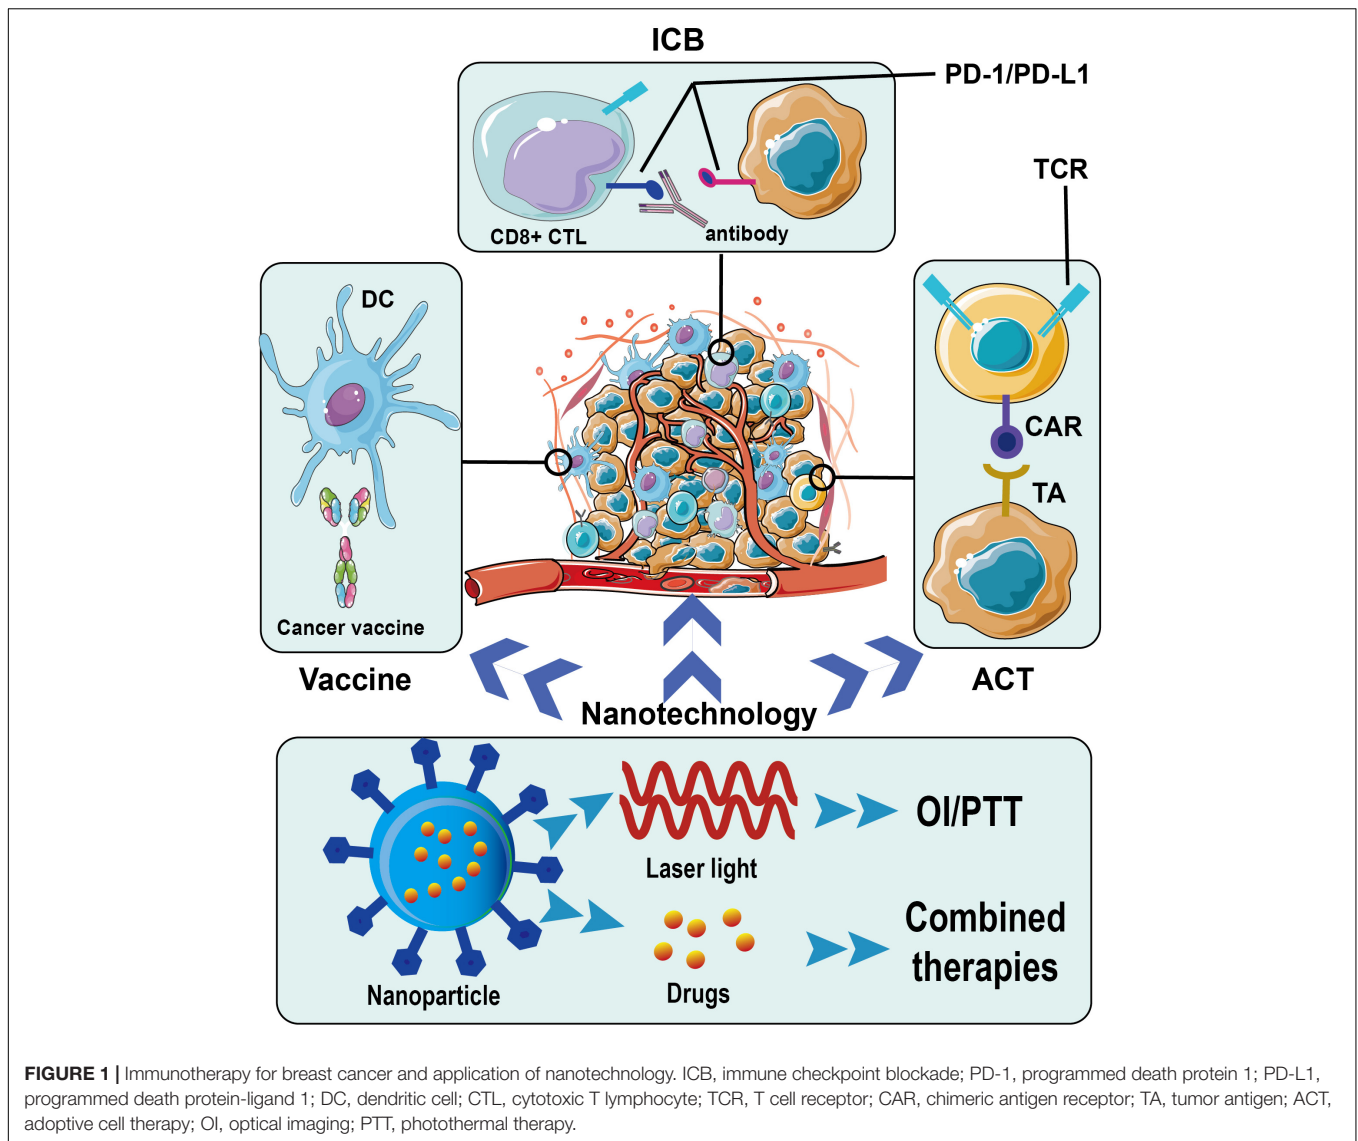 ICB
PD-1/PD-L1
CD8+ CTL
antibody
TCR
DC
Cancer vaccine
Vaccine
CAR
TA
ACT
Nanotechnology
Nanoparticle
Laser light
OI/PTT
Drugs
Combined
therapies
FIGURE 1 | Immunotherapy for breast cancer and application of nanotechnology. ICB, immune checkpoint blockade; PD-1, programmed death protein 1; PD-L1,
programmed death protein-ligand 1; DC, dendritic cell; CTL, cytotoxic T lymphocyte; TCR, T cell receptor; CAR, chimeric antigen receptor; TA, tumor antigen; ACT,
adoptive cell therapy; OI, optical imaging; PTT, photothermal therapy.